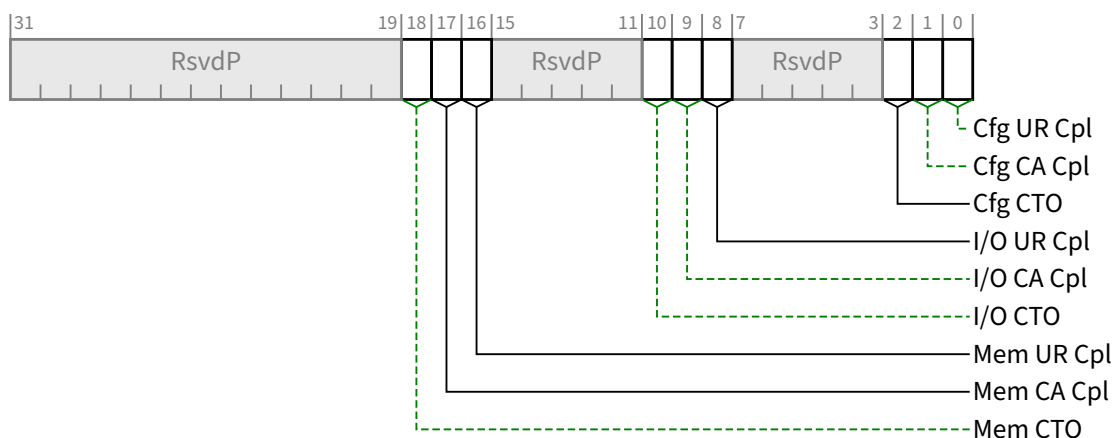 31 19 18 17 16 15 11 10 9 8 7 3 2 1 0
RsvdP RsvdP RsvdP
Cfg UR Cpl
Cfg CA Cpl
Cfg CTO
I/O UR Cpl
I/O CA Cpl
I/O CTO
Mem UR Cpl
Mem CA Cpl
Mem CTO